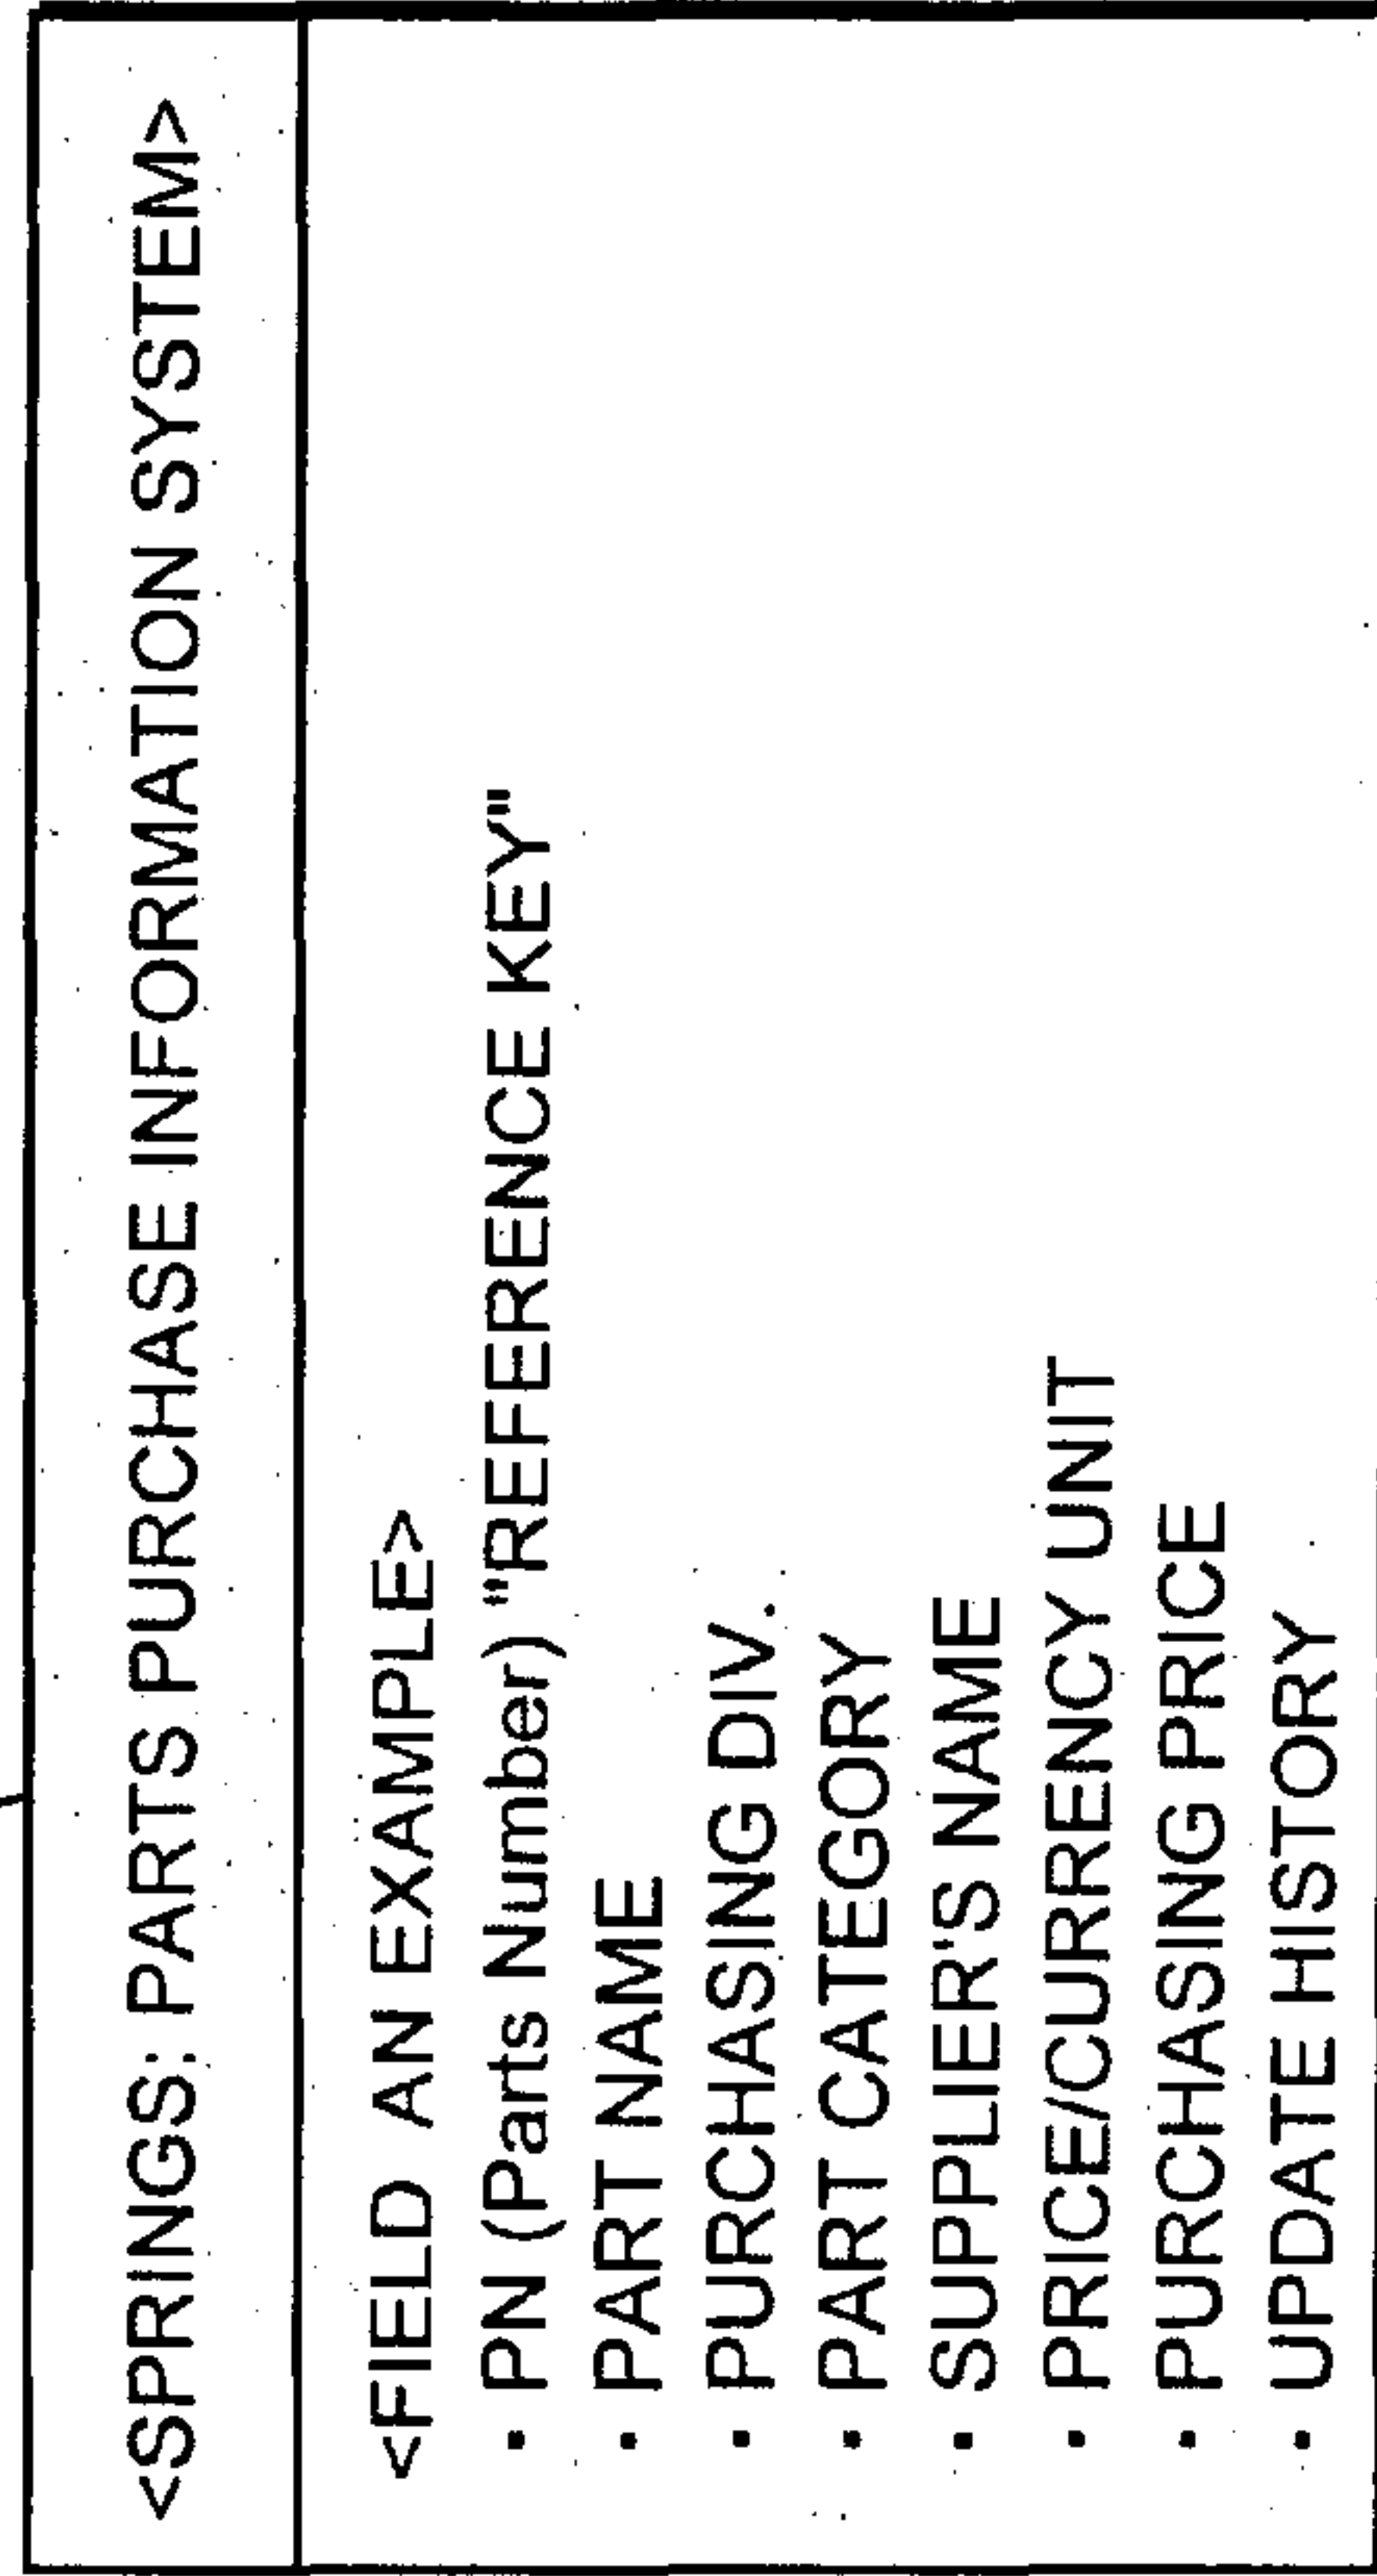 <SPRINGS: PARTS PURCHASE INFORMATION SYSTEM>
<FIELD AN EXAMPLE>
· PN (Parts Number) "REFERENCE KEY"
· PART NAME
· PURCHASING DIV.
· PART CATEGORY
· SUPPLIER'S NAME
· PRICE/CURRENCY UNIT
· PURCHASING PRICE
· UPDATE HISTORY